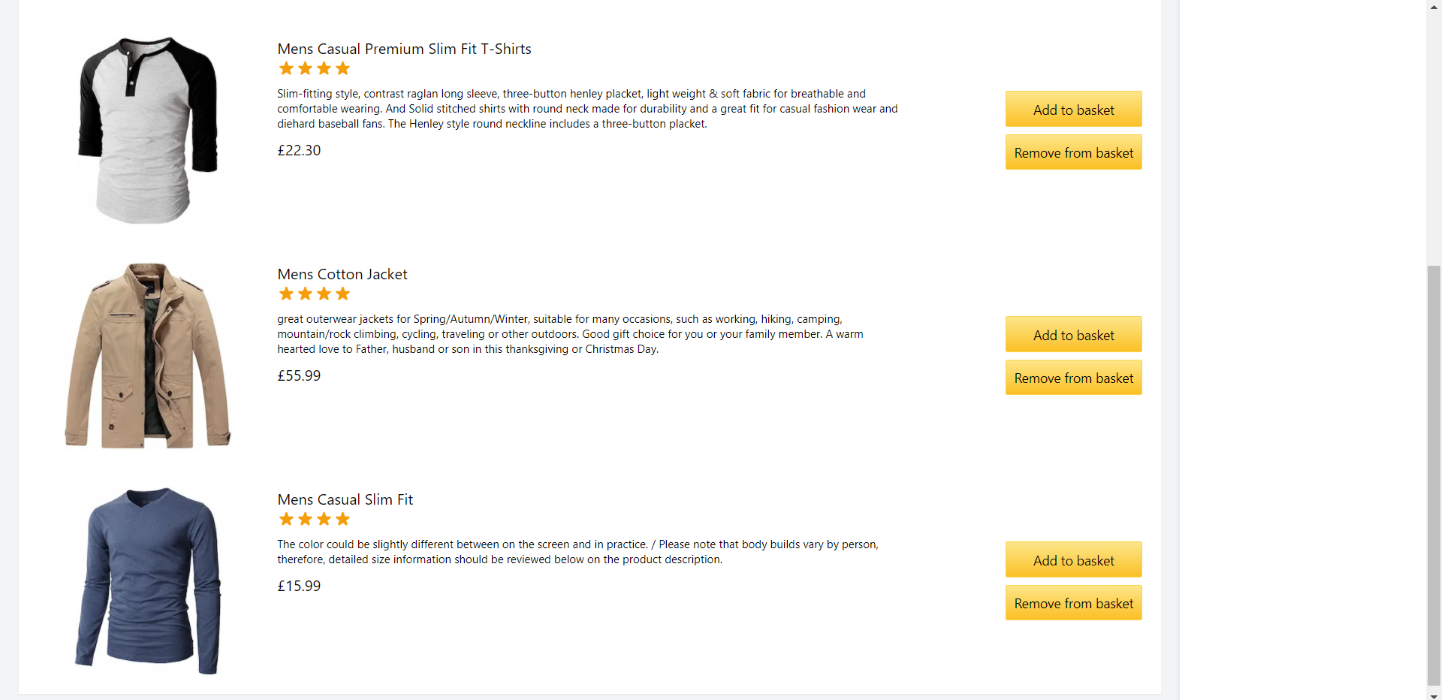 Mens Casual Premium Slim Fit T-Shirts
Slim-fitting style, contrast raglan long sleeve, three-button henley placket, light weight & soft fabric for breathable and
comfortable wearing. And Solid stitched shirts with round neck made for durability and a great fit for casual fashion wear and
diehard baseball fans. The Henley style round neckline includes a three-button placket.
£22.30
Add to basket
Remove from basket
Mens Cotton Jacket
great outerwear jackets for Spring/Autumn/Winter, suitable for many occasions, such as working, hiking, camping,
mountain/rock climbing, cycling, traveling or other outdoors. Good gift choice for you or your family member. A warm
hearted love to Father, husband or son in this thanksgiving or Christmas Day.
£55.99
Add to basket
Remove from basket
Mens Casual Slim Fit
The color could be slightly different between on the screen and in practice. / Please note that body builds vary by person,
therefore, detailed size information should be reviewed below on the product description.
£15.99
Add to basket
Remove from basket